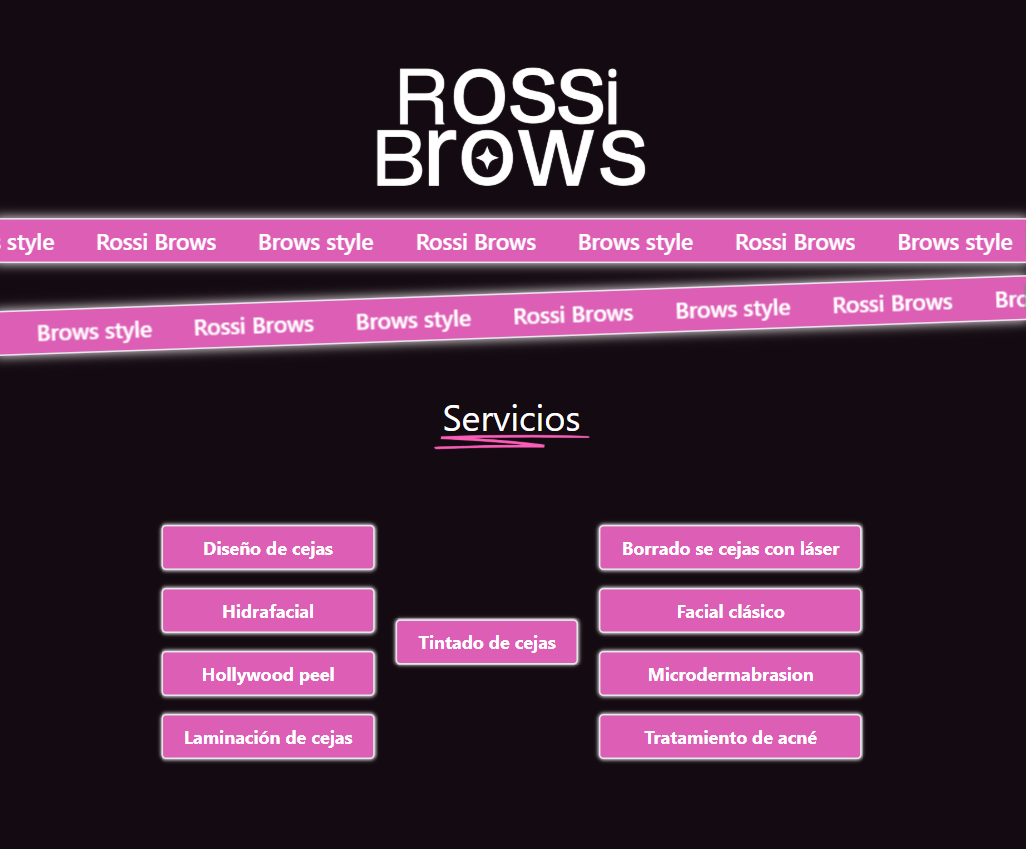 ROSSi
BrOWS
s style Rossi Brows Brows style Rossi Brows Brows style Rossi Brows Brows style
Brows style Rossi Brows Brows style Rossi Brows Brows style Rossi Brows Bro
Servicios
Diseño de cejas
Hidrafacial
Hollywood peel
Laminación de cejas
Tintado de cejas
Borrado se cejas con láser
Facial clásico
Microdermabrasion
Tratamiento de acné